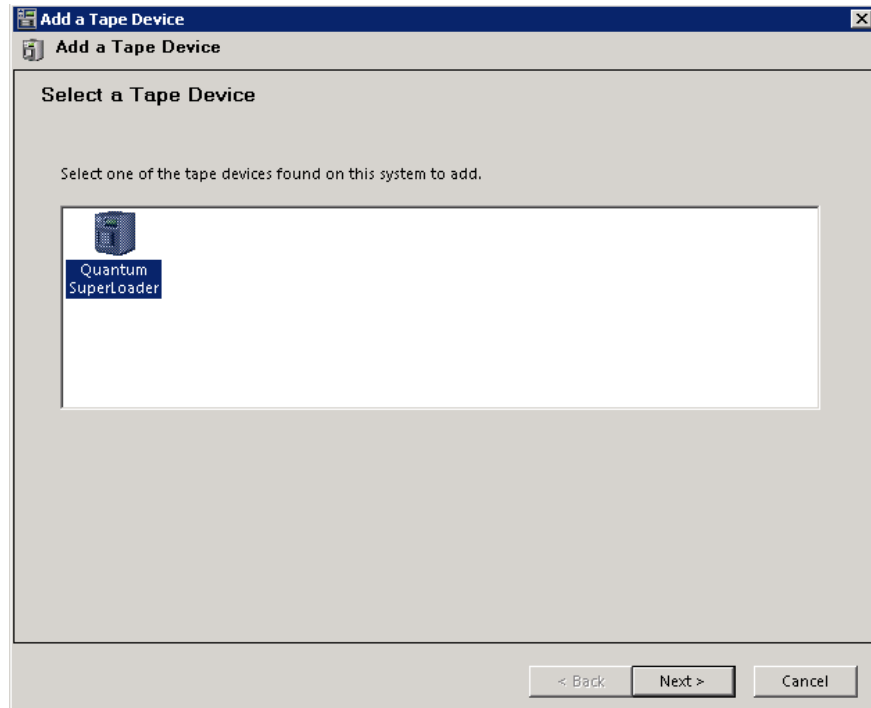 Add a Tape Device
Add a Tape Device
Select a Tape Device
Select one of the tape devices found on this system to add.
Quantum
SuperLoader
< Back Next > Cancel